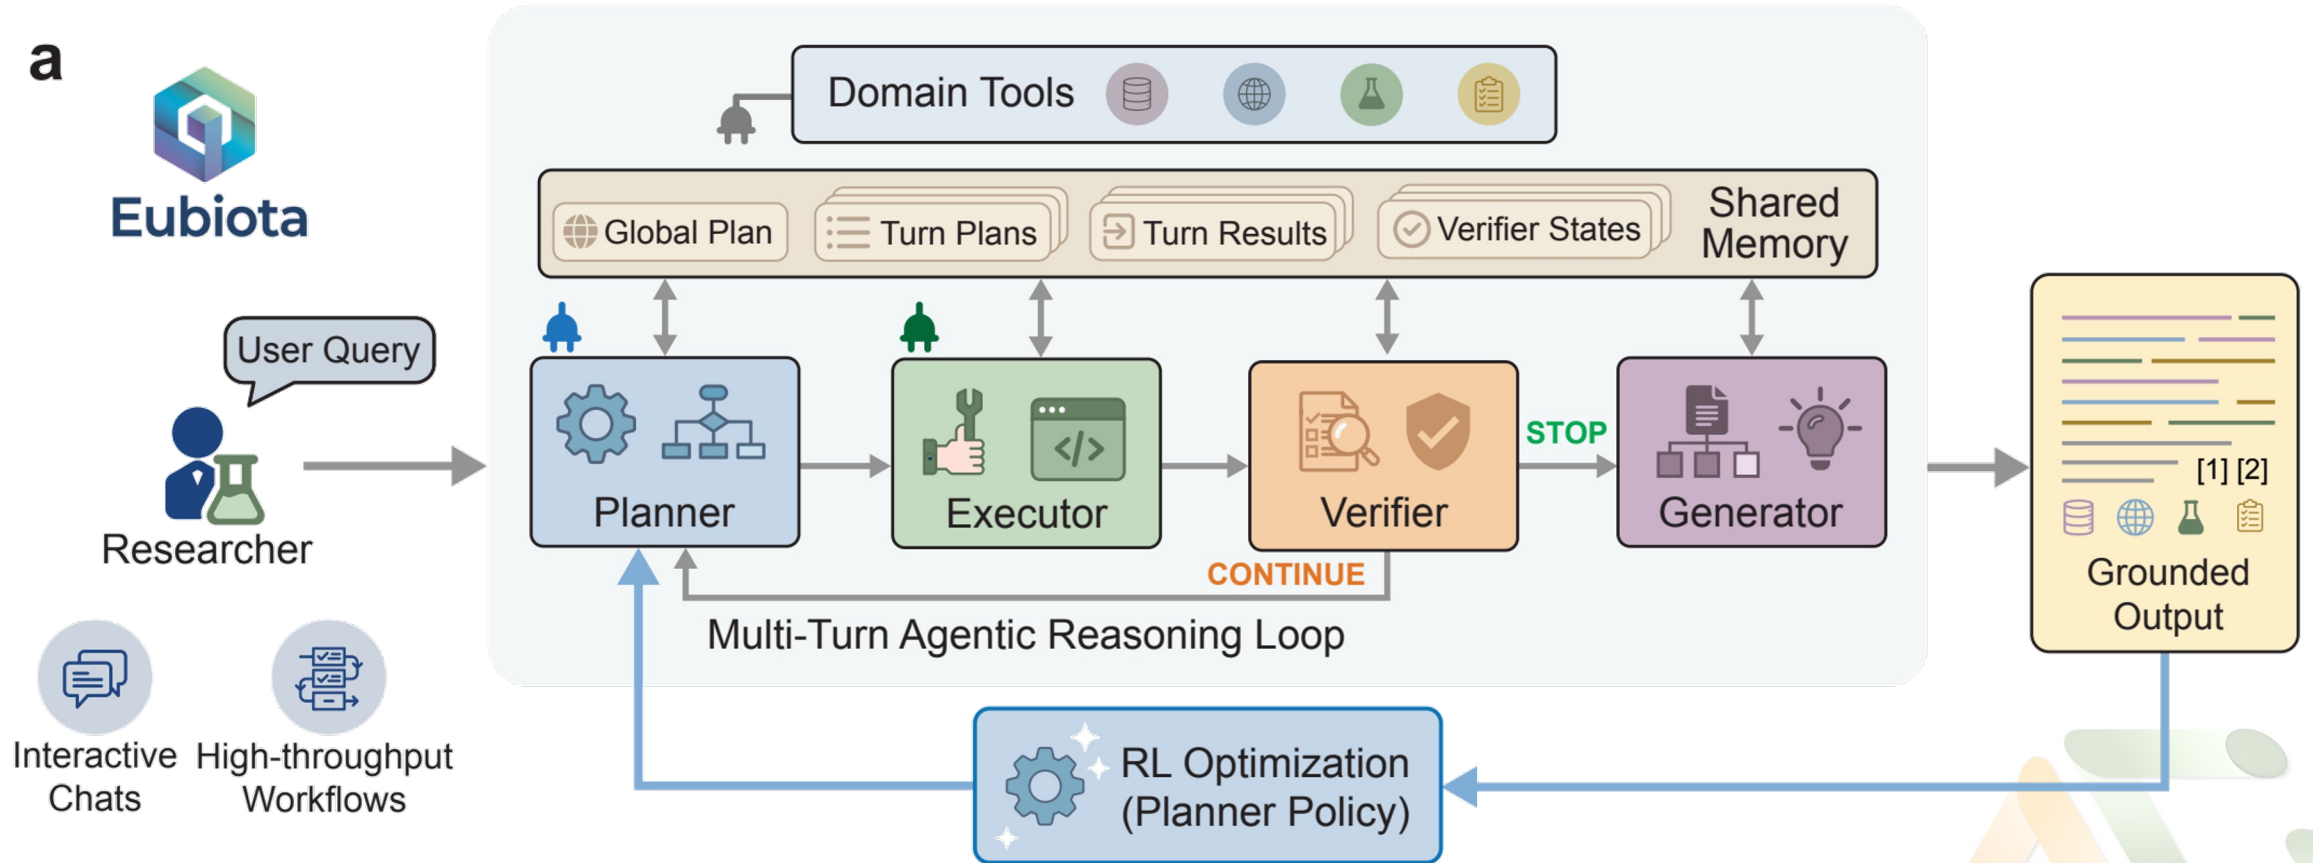 a
Eubiota
Domain Tools
Global Plan
Turn Plans
Turn Results
Verifier States
Shared
Memory
User Query
Researcher
Planner
Executor
</>
Verifier
STOP
Generator
CONTINUE
Multi-Turn Agentic Reasoning Loop
[1] [2]
Grounded
Output
Interactive
Chats
High-throughput
Workflows
RL Optimization
(Planner Policy)